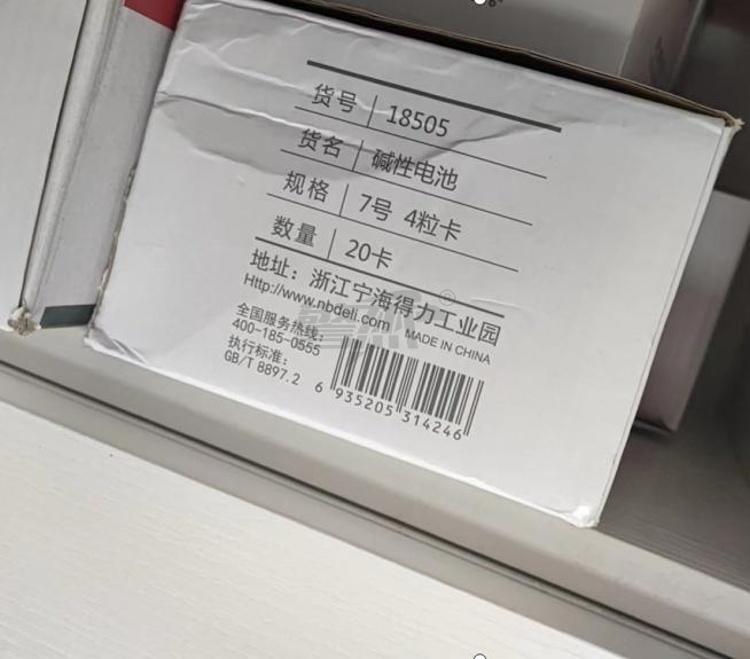 货号 | 18505
货名 | 碱性电池
规格 | 7号 4粒卡
数量 | 20卡
地址：浙江宁海得力工业园
Http://www.nbdeli.com MADE IN CHINA
全国服务热线：
400-185-0555
执行标准：
GB/T 8897.2
6 935205 314246